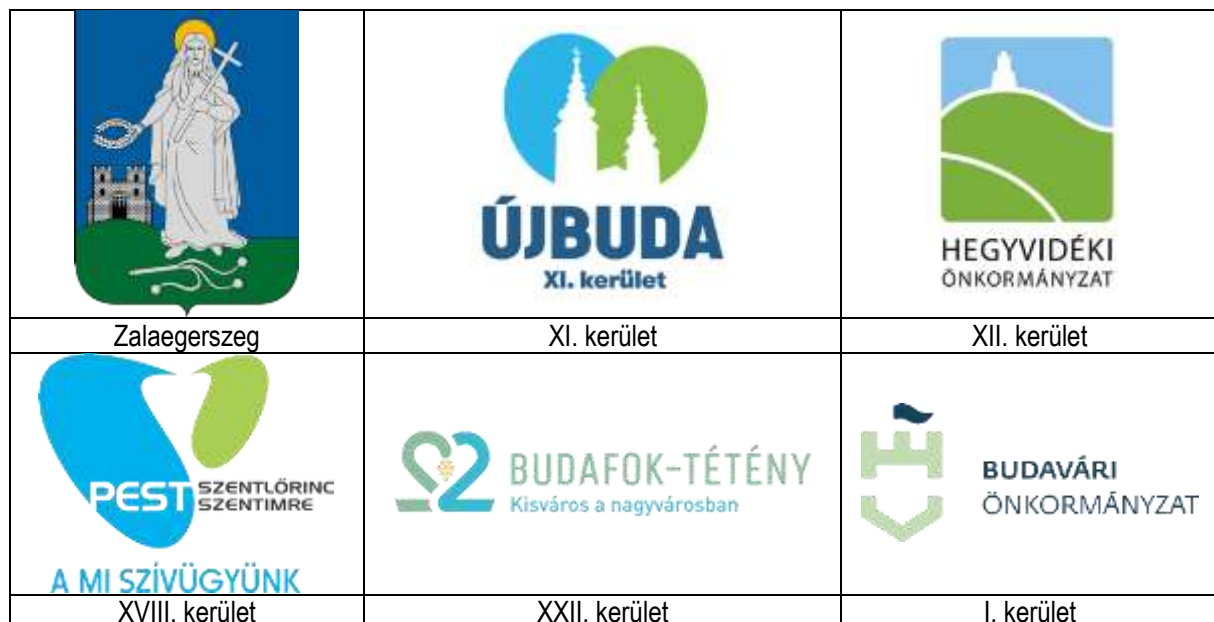 Zalaegerszeg
ÚJBUDA
XI. kerület
XI. kerület
HEGYVIDÉKI
ÖNKORMÁNYZAT
XII. kerület
PEST SZENTLŐRINC
SZENTIMRE
A MI SZÍVÜGYÜNK
XVIII. kerület
22 BUDAFOK-TÉTÉNY
Kisváros a nagyvárosban
XXII. kerület
BUDAVÁRI
ÖNKORMÁNYZAT
I. kerület